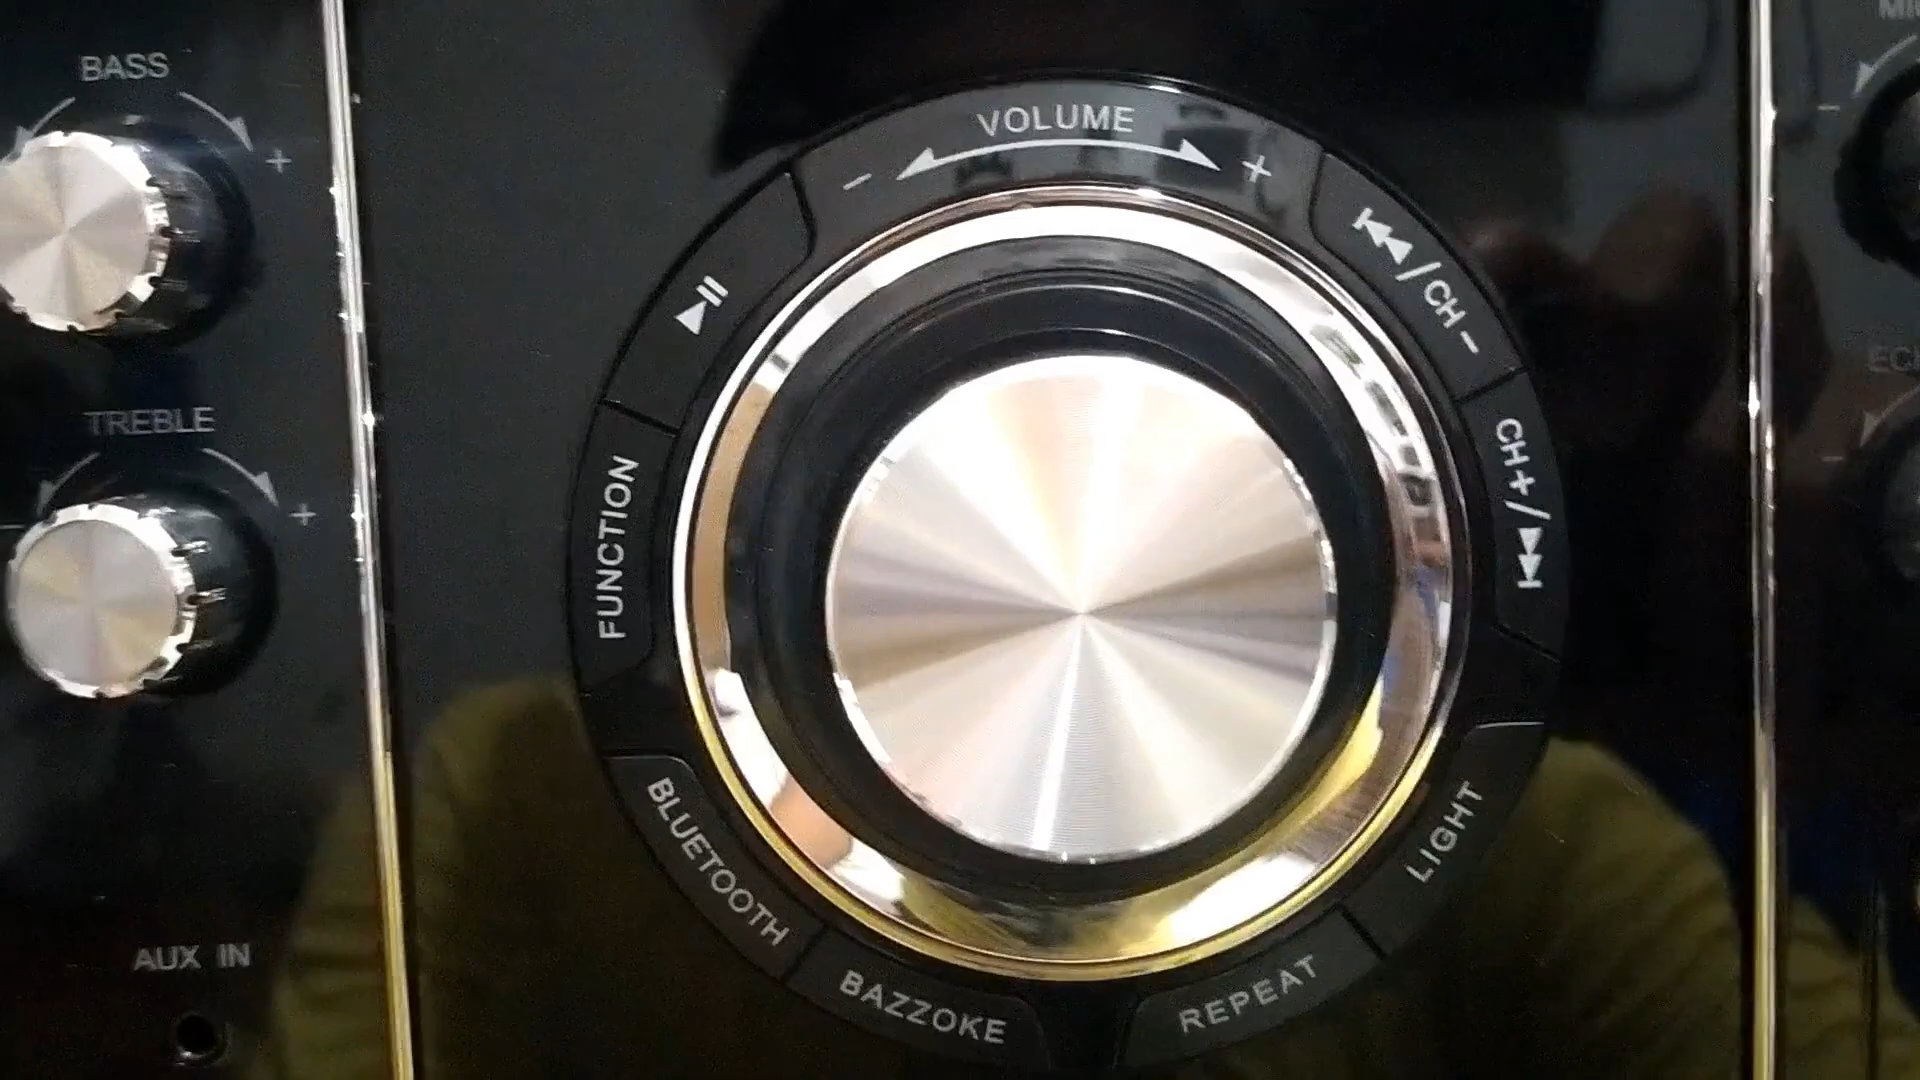 BASS
+
TREBLE
- +
AUX IN
VOLUME
- +
/CH-
CH+/
FUNCTION
BLUETOOTH
BAZZOKE
REPEAT
LIGHT
-
-